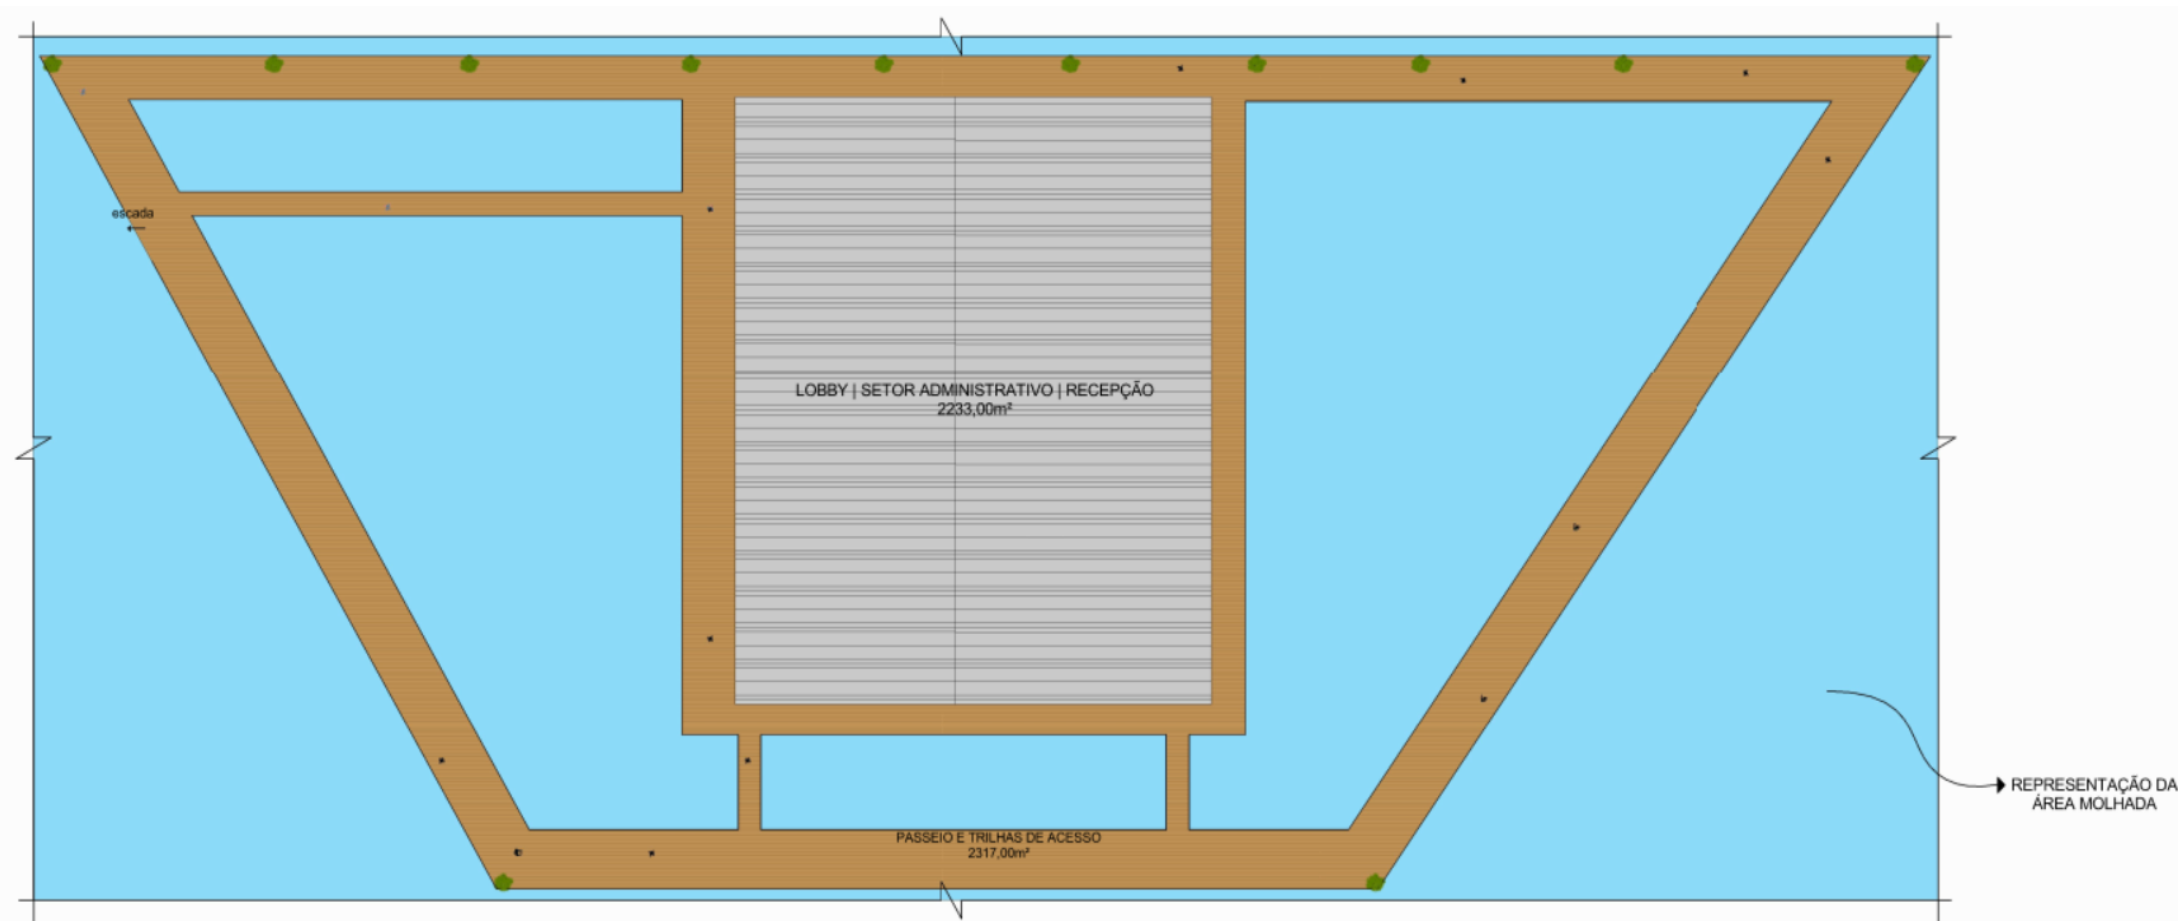 escada
LOBBY | SETOR ADMINISTRATIVO | RECEPÇÃO
2233,00m²
REPRESENTAÇÃO DA
ÁREA MOLHADA
PASSEIO E TRILHAS DE ACESSO
2317,00m²